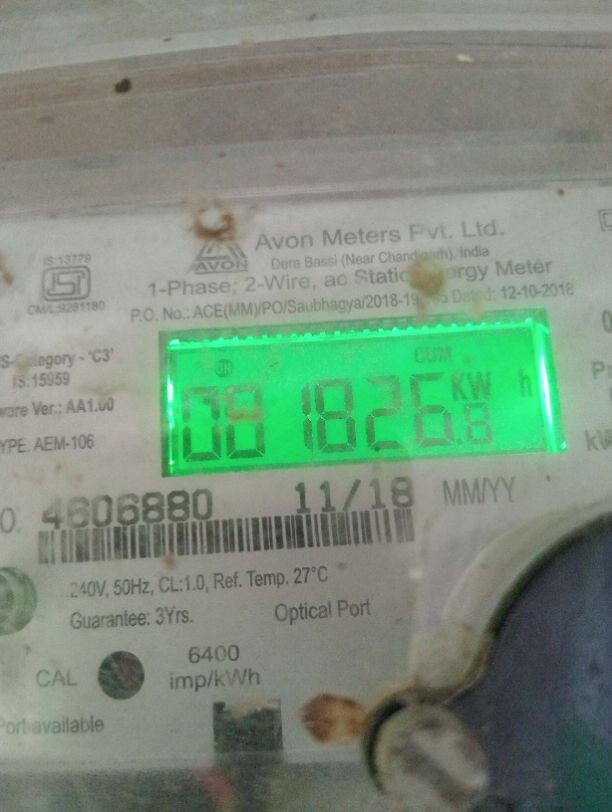 Avon Meters Pvt. Ltd.
Dera Bassi (Near Chandigarh), India
AVON
1-Phase; 2-Wire, ac Static Energy Meter
P.O. No.: ACE(MM)/PO/Saubhagya/2018-19 Dated: 12-10-2018
IS:13779
CM/L:9281180
IS-Category - 'C3'
IS:15959
ware Ver.: AA1.00
YPE. AEM-106
CUM
1826.8 KW h
O. 4606880 11/18 MM/YY
240V, 50Hz, CL:1.0, Ref. Temp. 27°C
Guarantee: 3Yrs. Optical Port
CAL 6400
imp/kWh
Port available